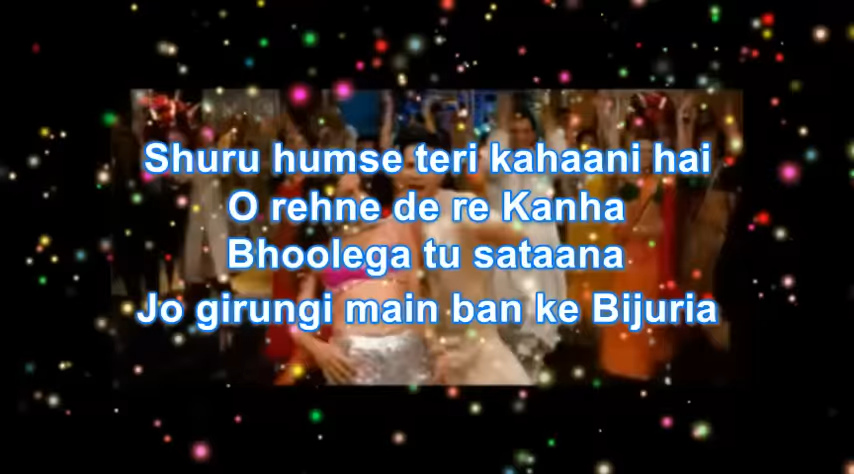 Shuru humse teri kahaani hai
O rehne de re Kanha
Bhoolega tu sataana
Jo girungi main ban ke Bijuria